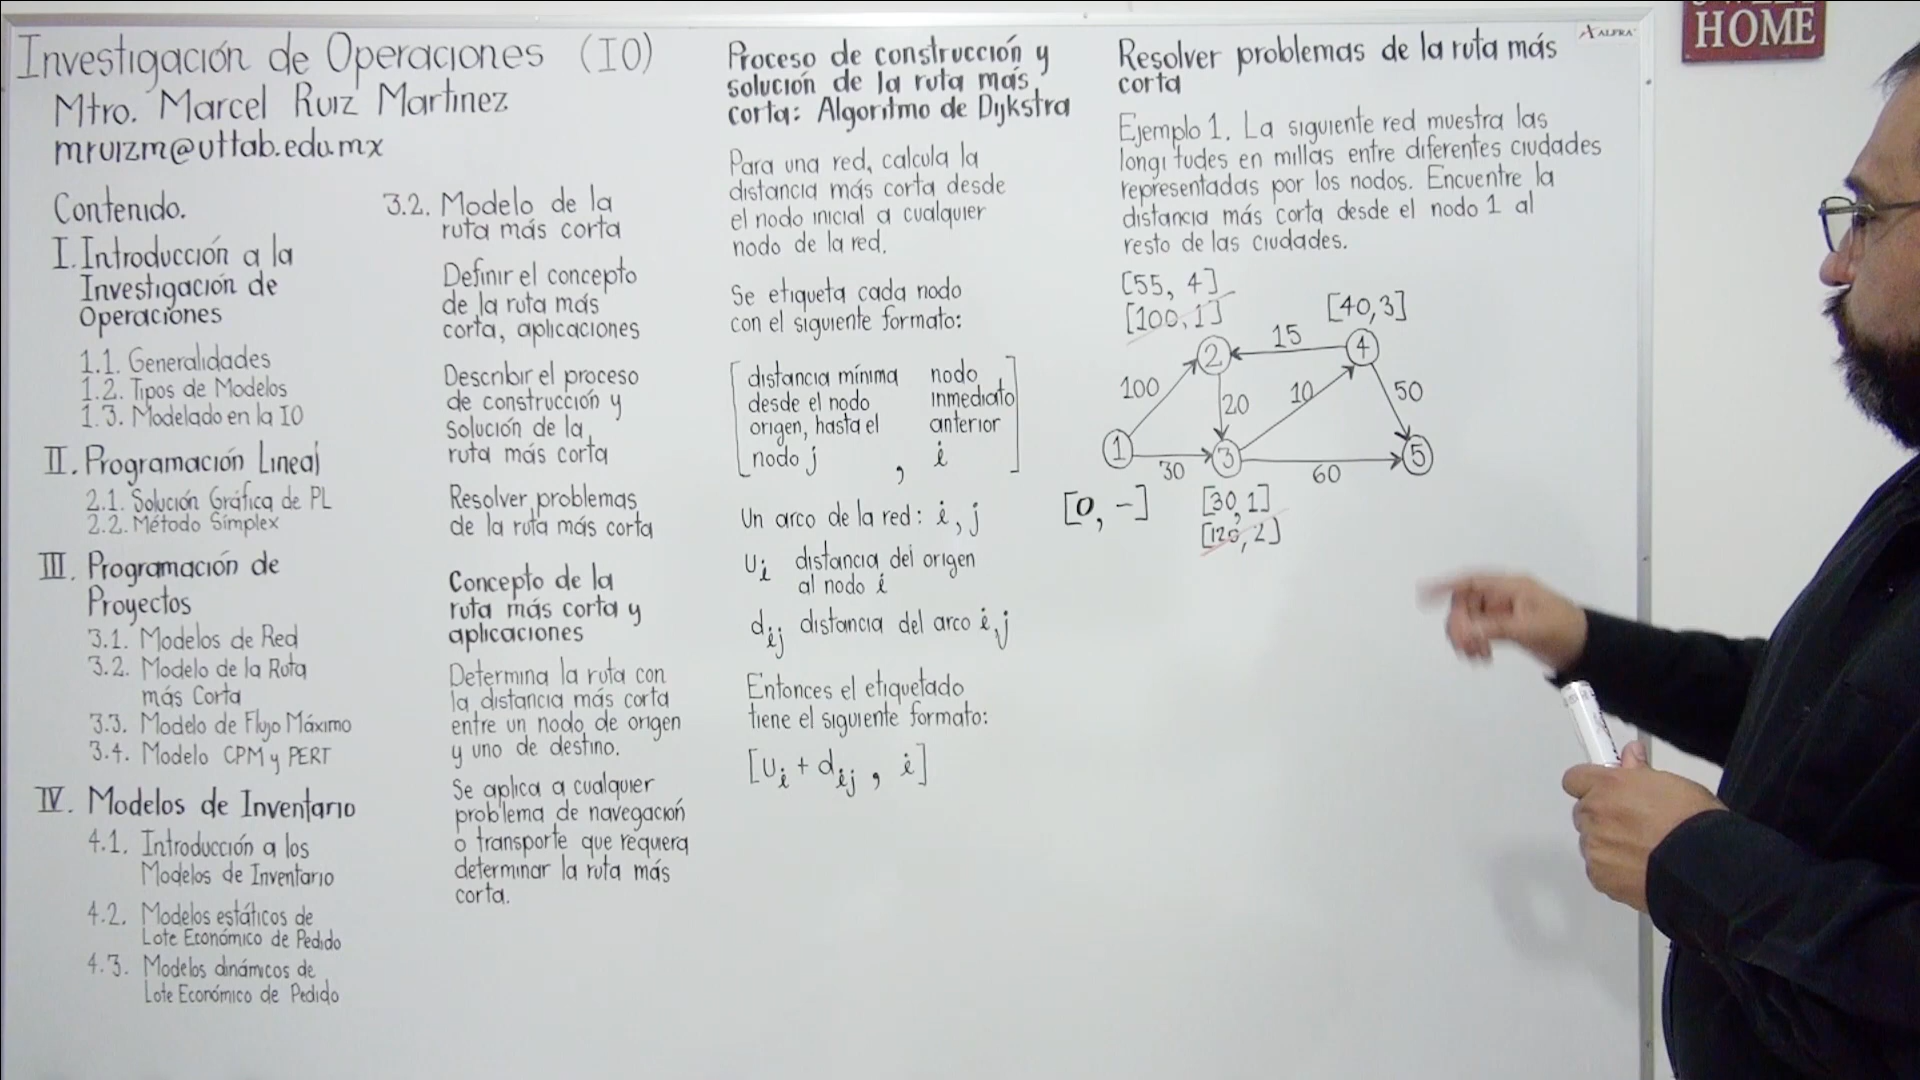 Investigación de Operaciones (IO)
Mtro. Marcel Ruiz Martinez
mruizm@uttab.edu.mx
Contenido.
I. Introducción a la
Investigación de
Operaciones
1.1. Generalidades
1.2. Tipos de Modelos
1.3. Modelado en la IO
II. Programación Lineal
2.1. Solución Gráfica de PL
2.2. Método Simplex
III. Programación de
Proyectos
3.1. Modelos de Red
3.2. Modelo de la Ruta
más Corta
3.3. Modelo de Flujo Máximo
3.4. Modelo CPM y PERT
IV. Modelos de Inventario
4.1. Introducción a los
Modelos de Inventario
4.2. Modelos estáticos de
Lote Económico de Pedido
4.3. Modelos dinámicos de
Lote Económico de Pedido
3.2. Modelo de la
ruta más corta
Definir el concepto
de la ruta más
corta, aplicaciones
Describir el proceso
de construcción y
solución de la
ruta más corta
Resolver problemas
de la ruta más corta
Concepto de la
ruta más corta y
aplicaciones
Determina la ruta con
la distancia más corta
entre un nodo de origen
y uno de destino.
Se aplica a cualquier
problema de navegación
o transporte que requiera
determinar la ruta más
corta.
Proceso de construcción y
solución de la ruta más
corta: Algoritmo de Dijkstra
Para una red, calcula la
distancia más corta desde
el nodo inicial a cualquier
nodo de la red.
Se etiqueta cada nodo
con el siguiente formato:
[distancia mínima nodo
desde el nodo inmediato
origen, hasta el anterior
nodo j , i]
Un arco de la red: i, j
Ui distancia del origen
al nodo i
dij distancia del arco i,j
Entonces el etiquetado
tiene el siguiente formato:
[Ui + dij , i]
Resolver problemas de la ruta más
corta
Ejemplo 1. La siguiente red muestra las
longitudes en millas entre diferentes ciudades
representadas por los nodos. Encuentre la
distancia más corta desde el nodo 1 al
resto de las ciudades.
[55, 4]
[100, 1]
[40,3]
15
2
4
100
20
10
50
1
3
5
30
60
[0, -]
[30,1]
[120,2]
ALFRA
HOME